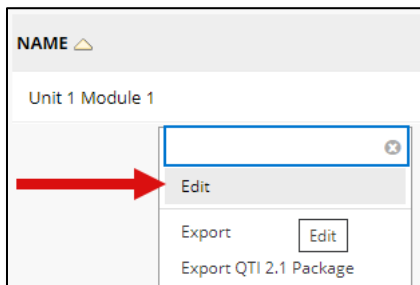 NAME
Unit 1 Module 1
Edit
Export
Edit
Export QTI 2.1 Package